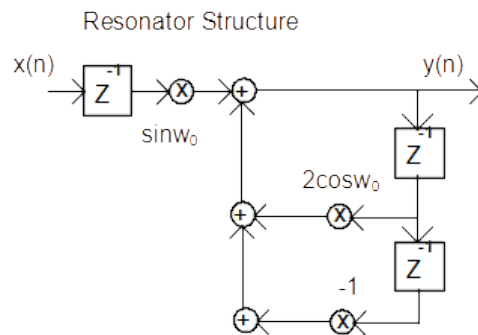 Resonator Structure
x(n) y(n)
Z⁻¹ X +
sinw₀
Z⁻¹
2cosw₀
+ X
Z⁻¹
-1
+ X